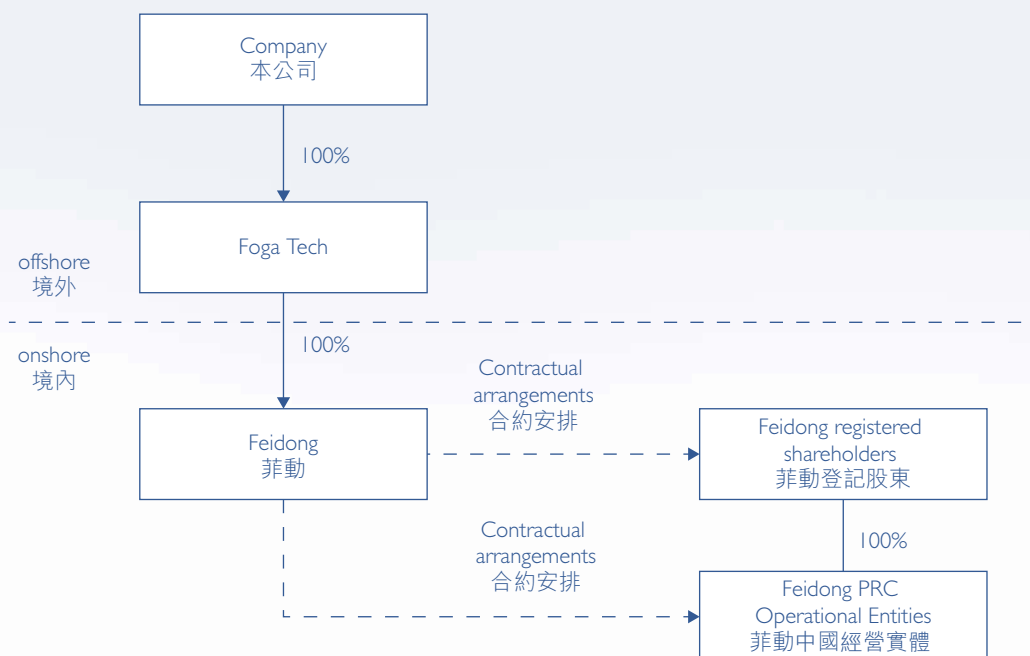 Company
本公司
100%
Foga Tech
offshore
境外
onshore
境內
100%
Contractual
arrangements
合約安排
Feidong
菲動
Feidong registered
shareholders
菲動登記股東
Contractual
arrangements
合約安排
100%
Feidong PRC
Operational Entities
菲動中國經營實體